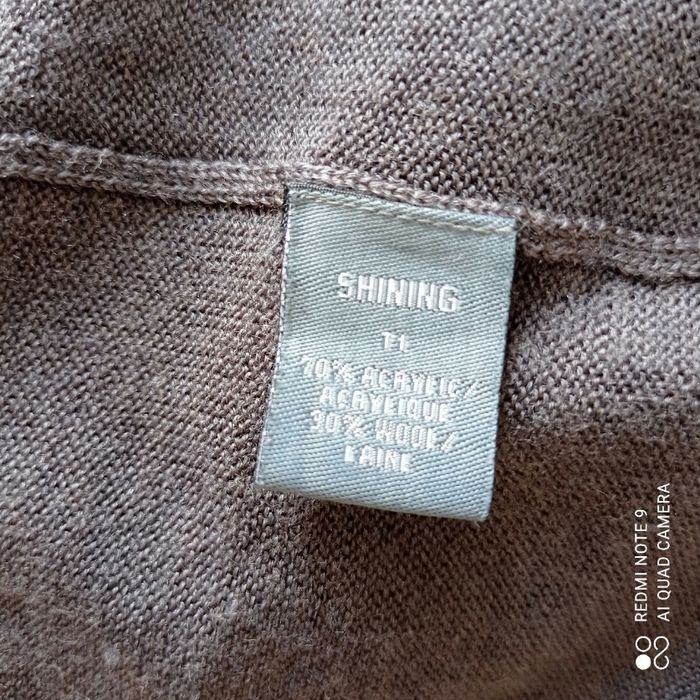 SHINING
T1
70% ACRYLIC/
ACRYLIQUE
30% WOOL/
LAINE
REDMI NOTE 9
AI QUAD CAMERA